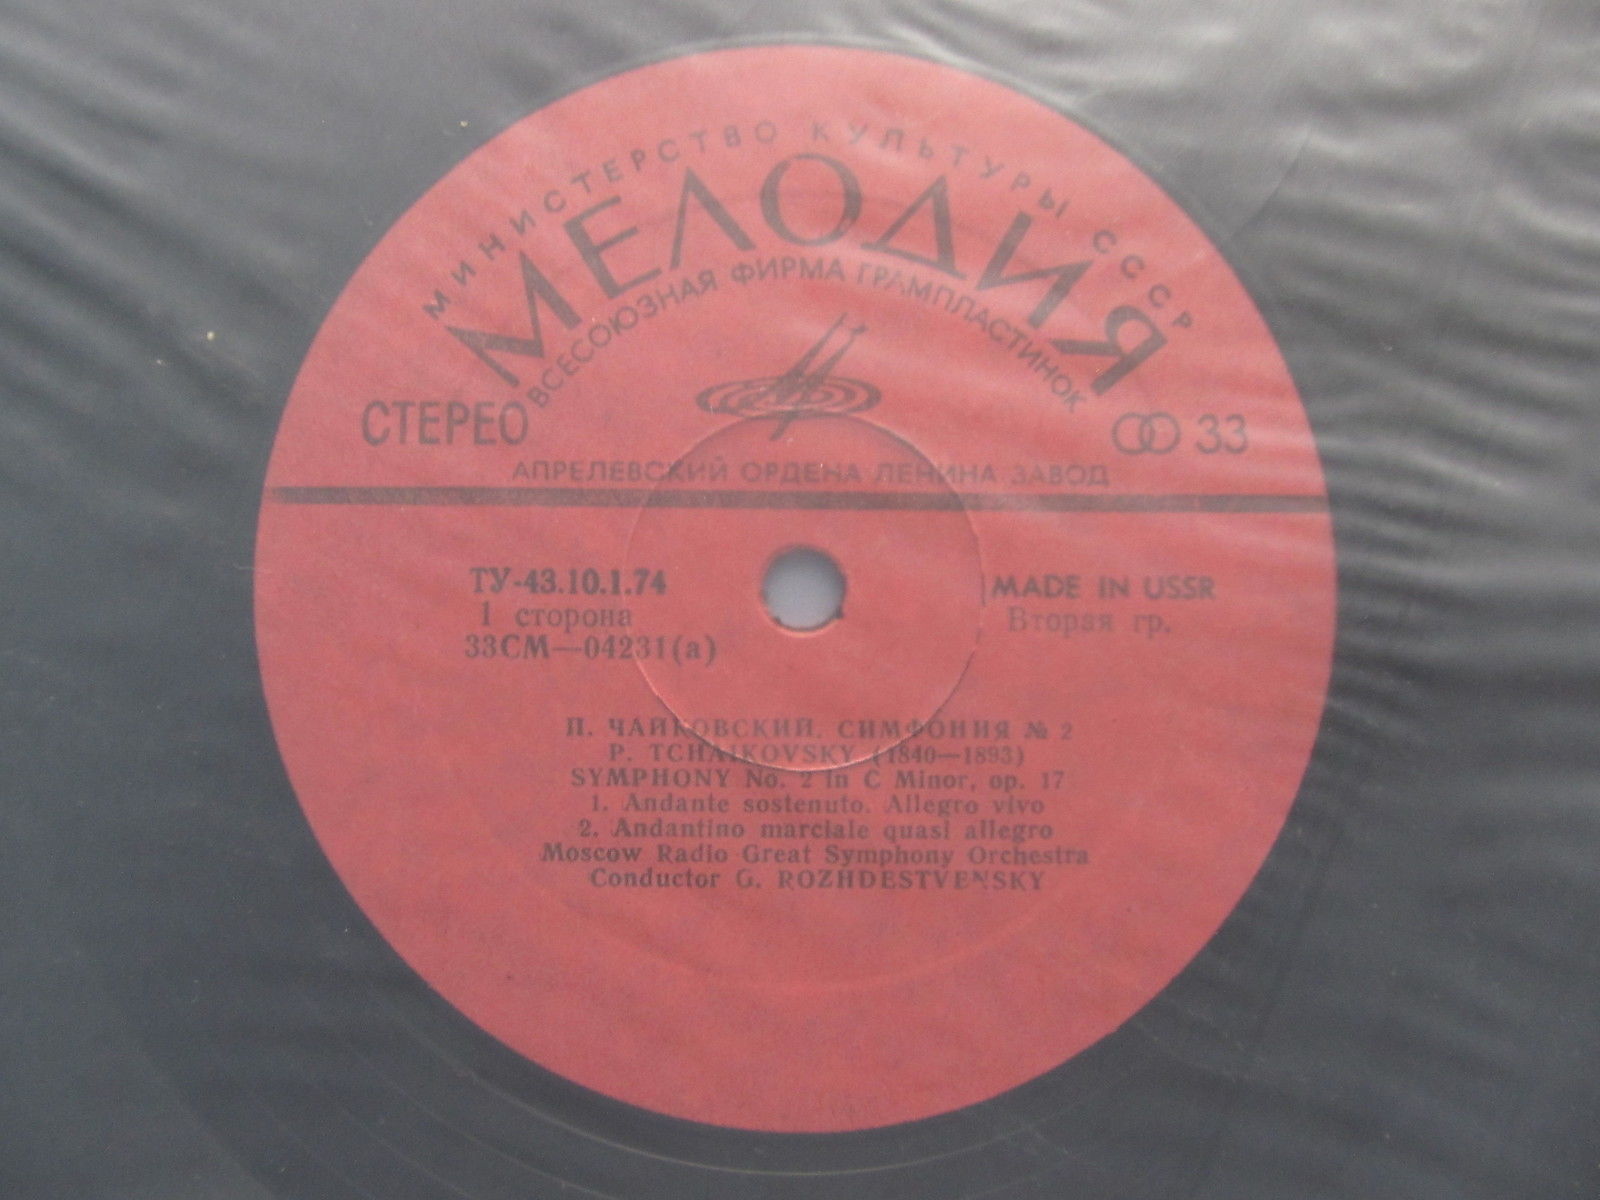 МИНИСТЕРСТВО КУЛЬТУРЫ СССР
МЕЛОДИЯ
ВСЕСОЮЗНАЯ ФИРМА ГРАМПЛАСТИНОК
СТЕРЕО
33
АПРЕЛЕВСКИЙ ОРДЕНА ЛЕНИНА ЗАВОД
ТУ-43.10.1.74
1 сторона
33СМ—04231(а)
MADE IN USSR
Вторая гр.
П. ЧАЙКОВСКИЙ. СИМФОНИЯ № 2
P. TCHAIKOVSKY (1840—1893)
SYMPHONY No. 2 in C Minor, op. 17
1. Andante sostenuto. Allegro vivo
2. Andantino marciale quasi allegro
Moscow Radio Great Symphony Orchestra
Conductor G. ROZHDESTVENSKY